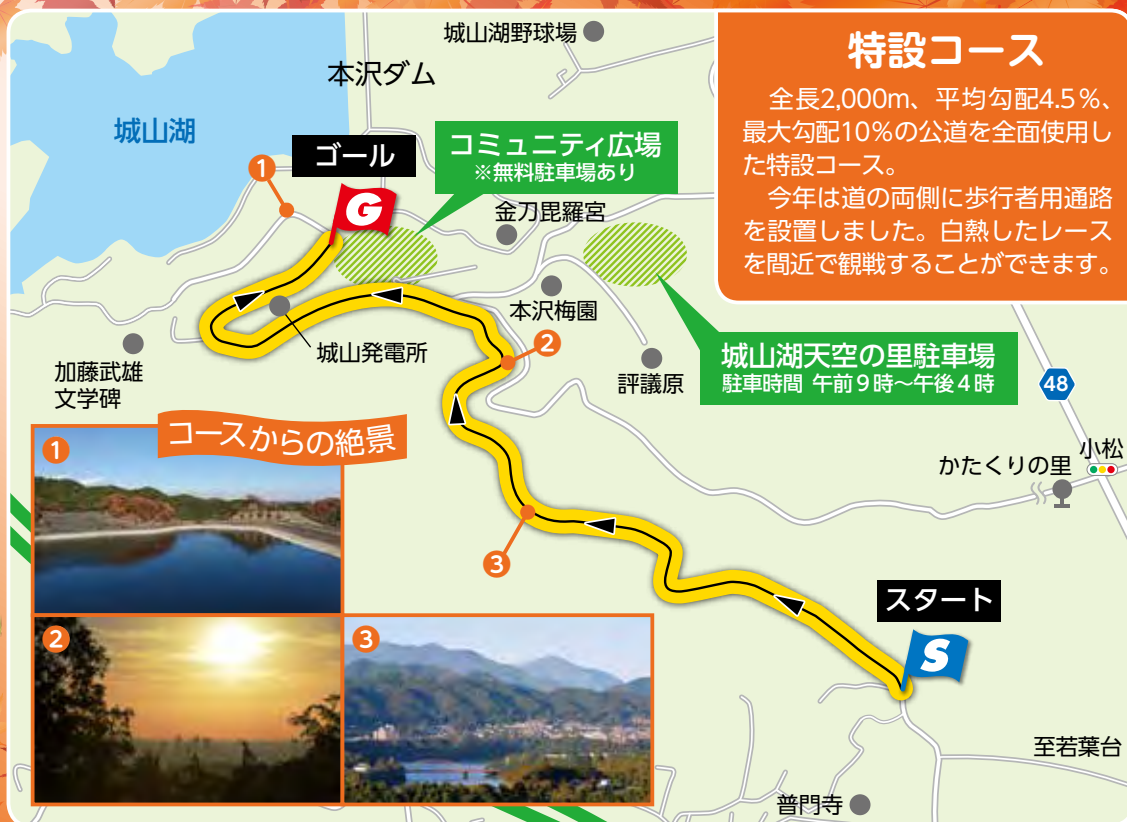 特設コース
全長2,000m、平均勾配4.5%、
最大勾配10%の公道を全面使用し
た特設コース。
今年は道の両側に歩行者用通路
を設置しました。白熱したレース
を間近で観戦することができます。
城山湖野球場
本沢ダム
城山湖
ゴール
G
コミュニティ広場
※無料駐車場あり
1
金刀毘羅宮
本沢梅園
2
城山発電所
加藤武雄
文学碑
評議原
城山湖天空の里駐車場
駐車時間 午前9時～午後4時
48
小松
かたくりの里
3
スタート
S
至若葉台
普門寺
コースからの絶景
1
2
3